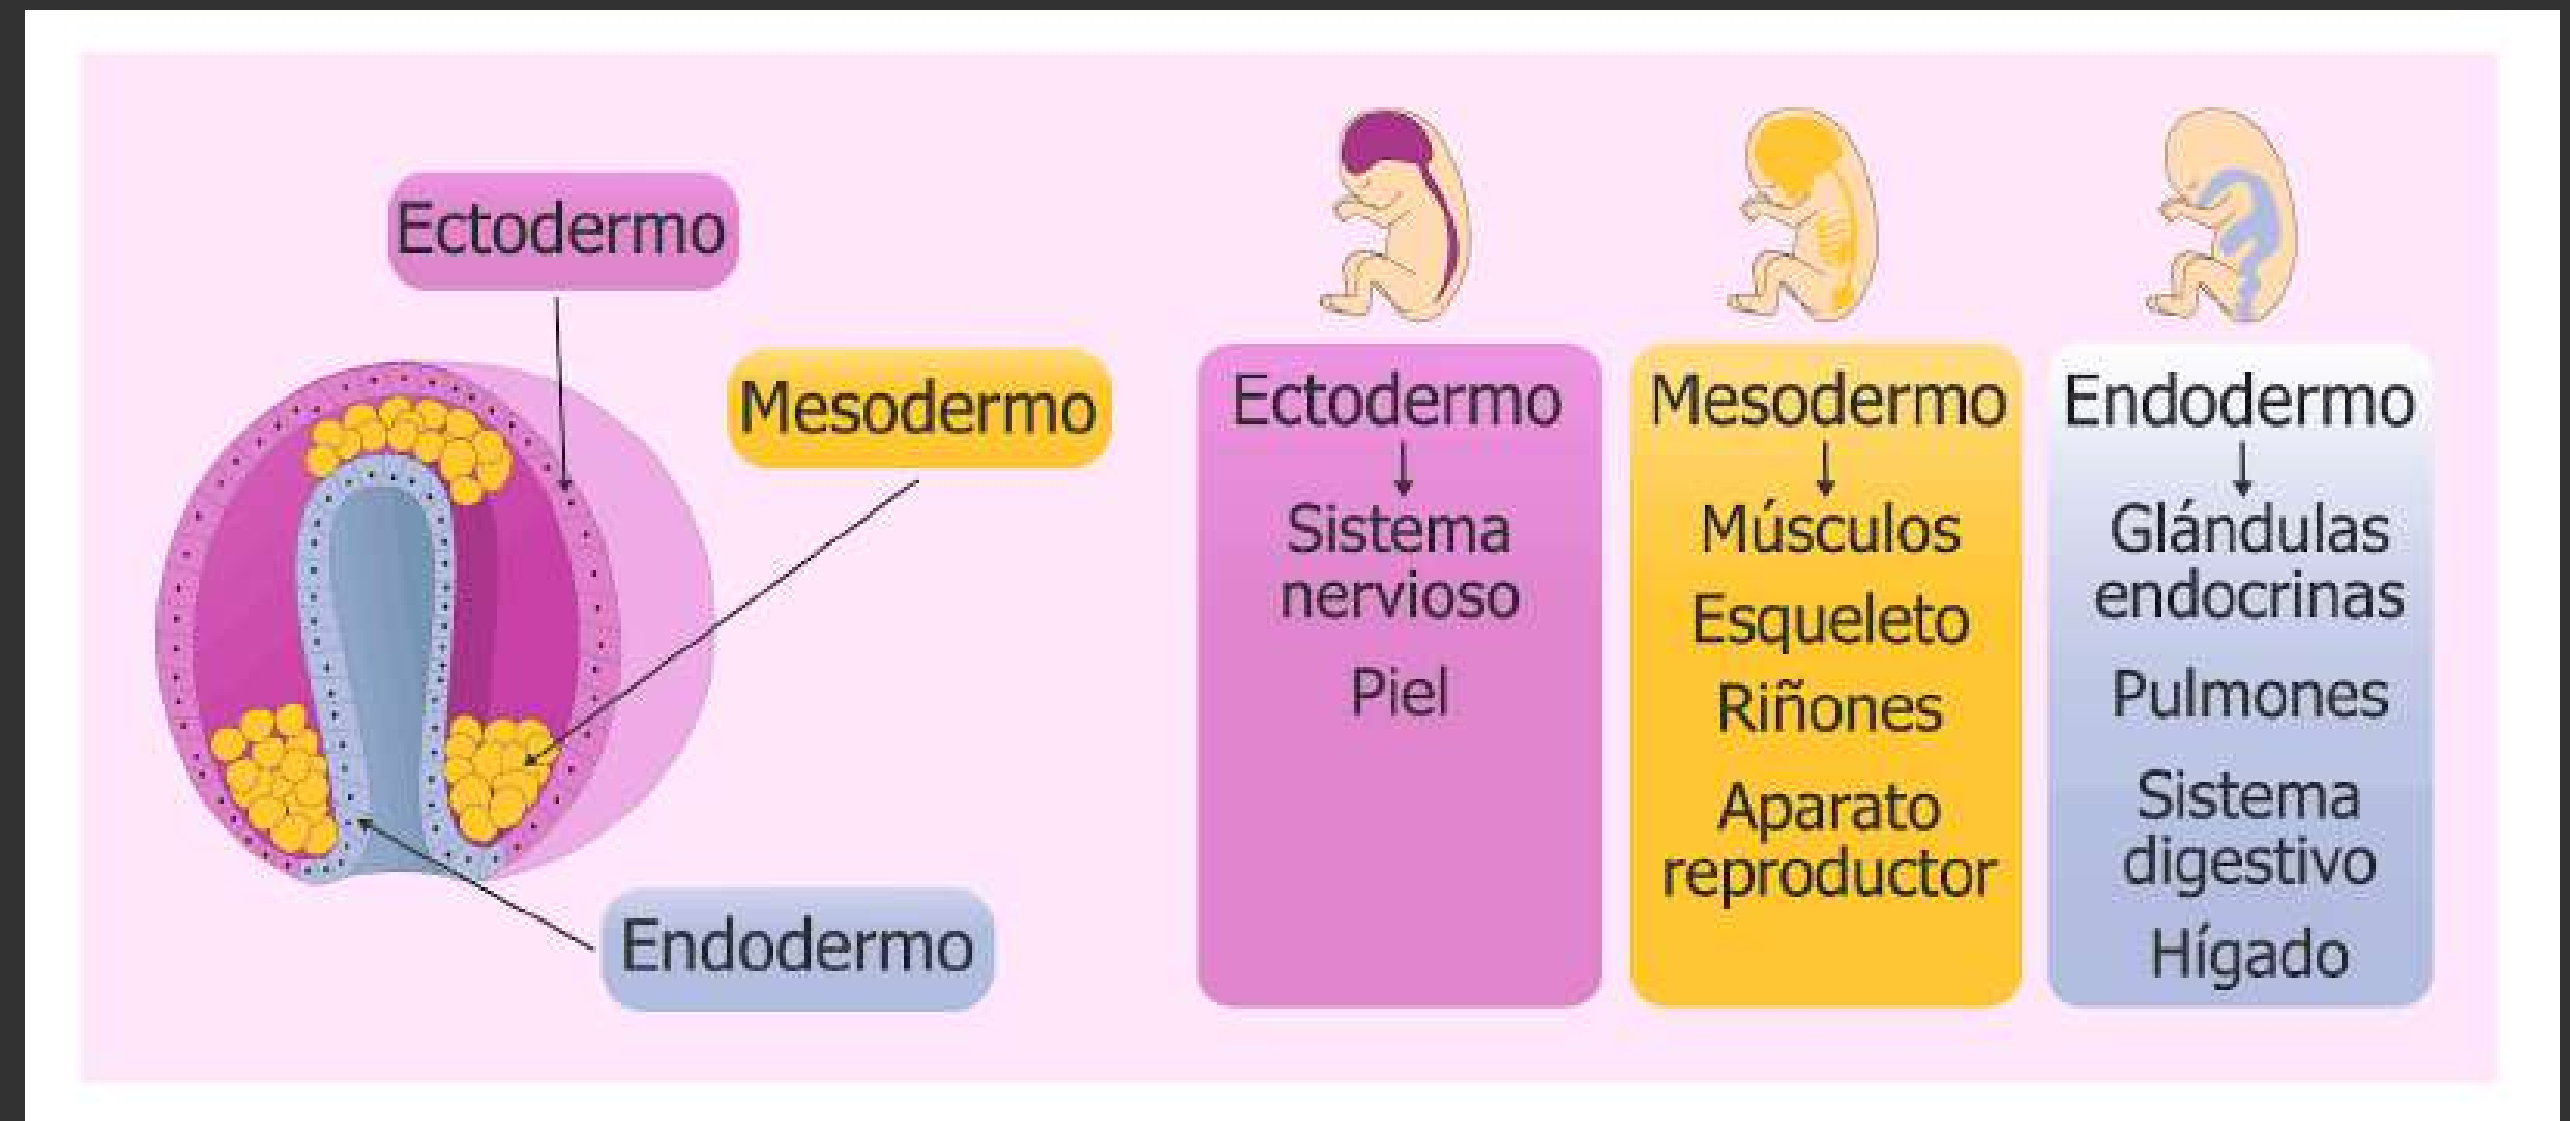 Ectodermo
Mesodermo
Endodermo
Ectodermo
Sistema
nervioso
Piel
Mesodermo
Músculos
Esqueleto
Riñones
Aparato
reproductor
Endodermo
Glándulas
endocrinas
Pulmones
Sistema
digestivo
Hígado